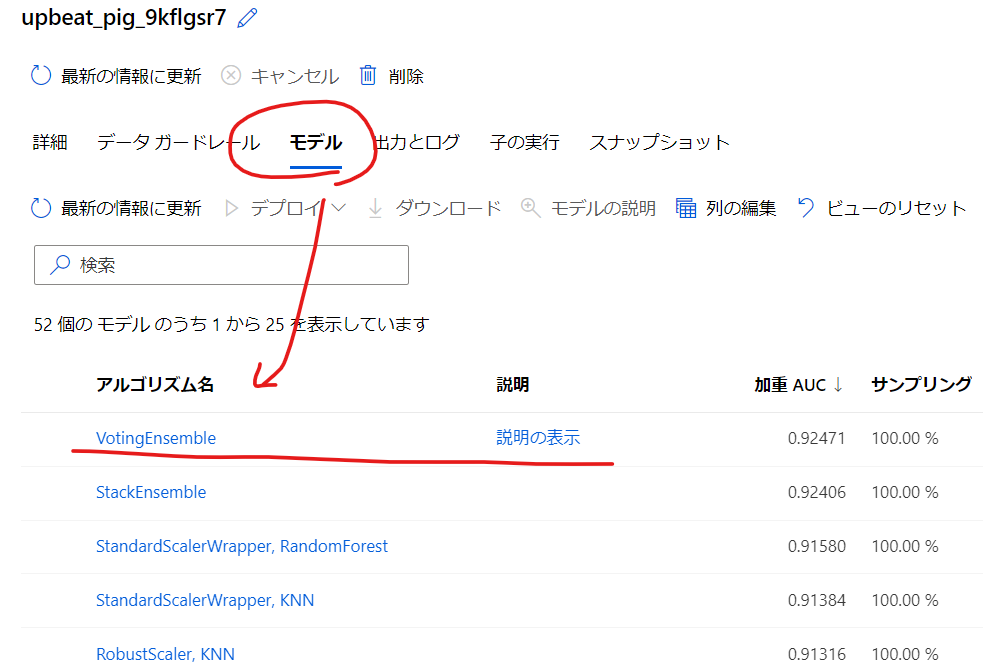 upbeat_pig_9kflgsr7
最新の情報に更新 キャンセル 削除
詳細 データ ガードレール モデル 出力とログ 子の実行 スナップショット
最新の情報に更新 デプロイ ダウンロード モデルの説明 列の編集 ビューのリセット
検索
52 個の モデル のうち 1 から 25 を表示しています
アルゴリズム名 説明 加重 AUC ↓ サンプリング
VotingEnsemble 説明の表示 0.92471 100.00 %
StackEnsemble 0.92406 100.00 %
StandardScalerWrapper, RandomForest 0.91580 100.00 %
StandardScalerWrapper, KNN 0.91384 100.00 %
RobustScaler, KNN 0.91316 100.00 %